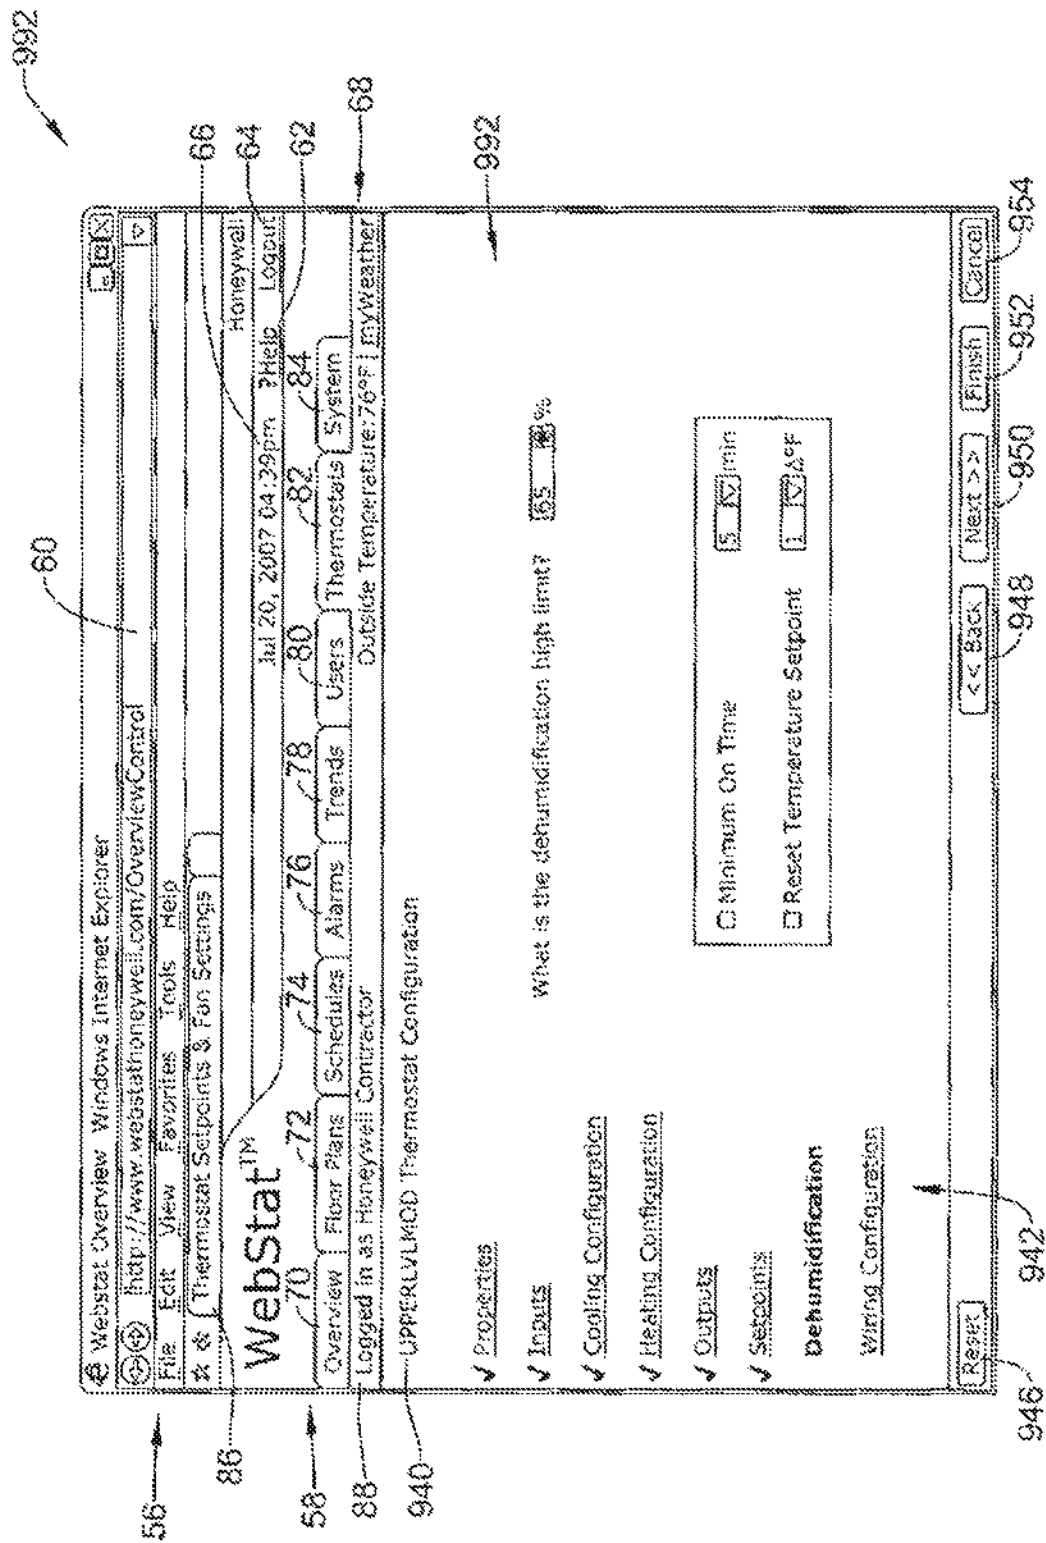 992
60
66
64
62
68
56
86
58
88
940
Webstat Overview Windows Internet Explorer
http://www.webstathoneywell.com/OverviewControl
File Edit View Favorites Tools Help
Thermostat Setpoints & Fan Settings
Honeywell
WebStat™
Jul 20, 2007 04:39pm ?Help Logout
70 72 74 76 78 80 82 84
Overview Floor Plans Schedules Alarms Trends Users Thermostats System
Logged in as Honeywell Contractor Outside Temperature:76°F | myWeather
UPPERLVLMOD Thermostat Configuration
992
✓ Properties
✓ Inputs
✓ Cooling Configuration
✓ Heating Configuration
✓ Outputs
✓ Setpoints
Dehumidification
Wiring Configuration
What is the dehumidification high limit? 65 %
Minimum On Time 5 min
Reset Temperature Setpoint 1 Δ°F
Reset << Back Next >> Finish Cancel
946 942 948 950 952 954